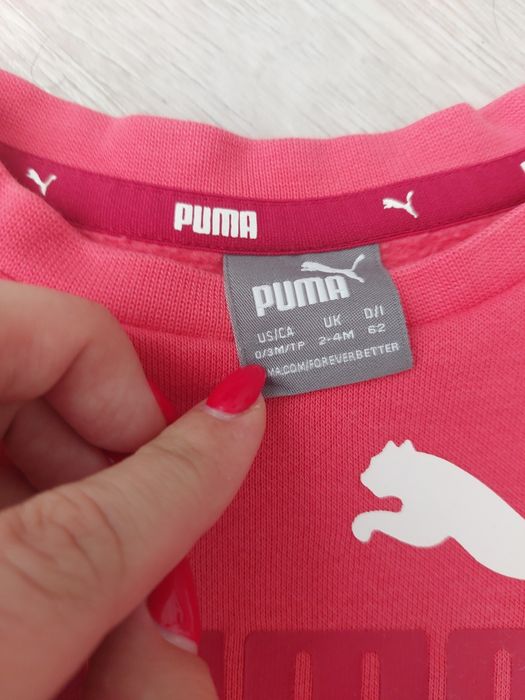 PUMA
PUMA
US/CA UK D/I
0/3M/TP 2-4M 62
MA.COM/FOREVERBETTER